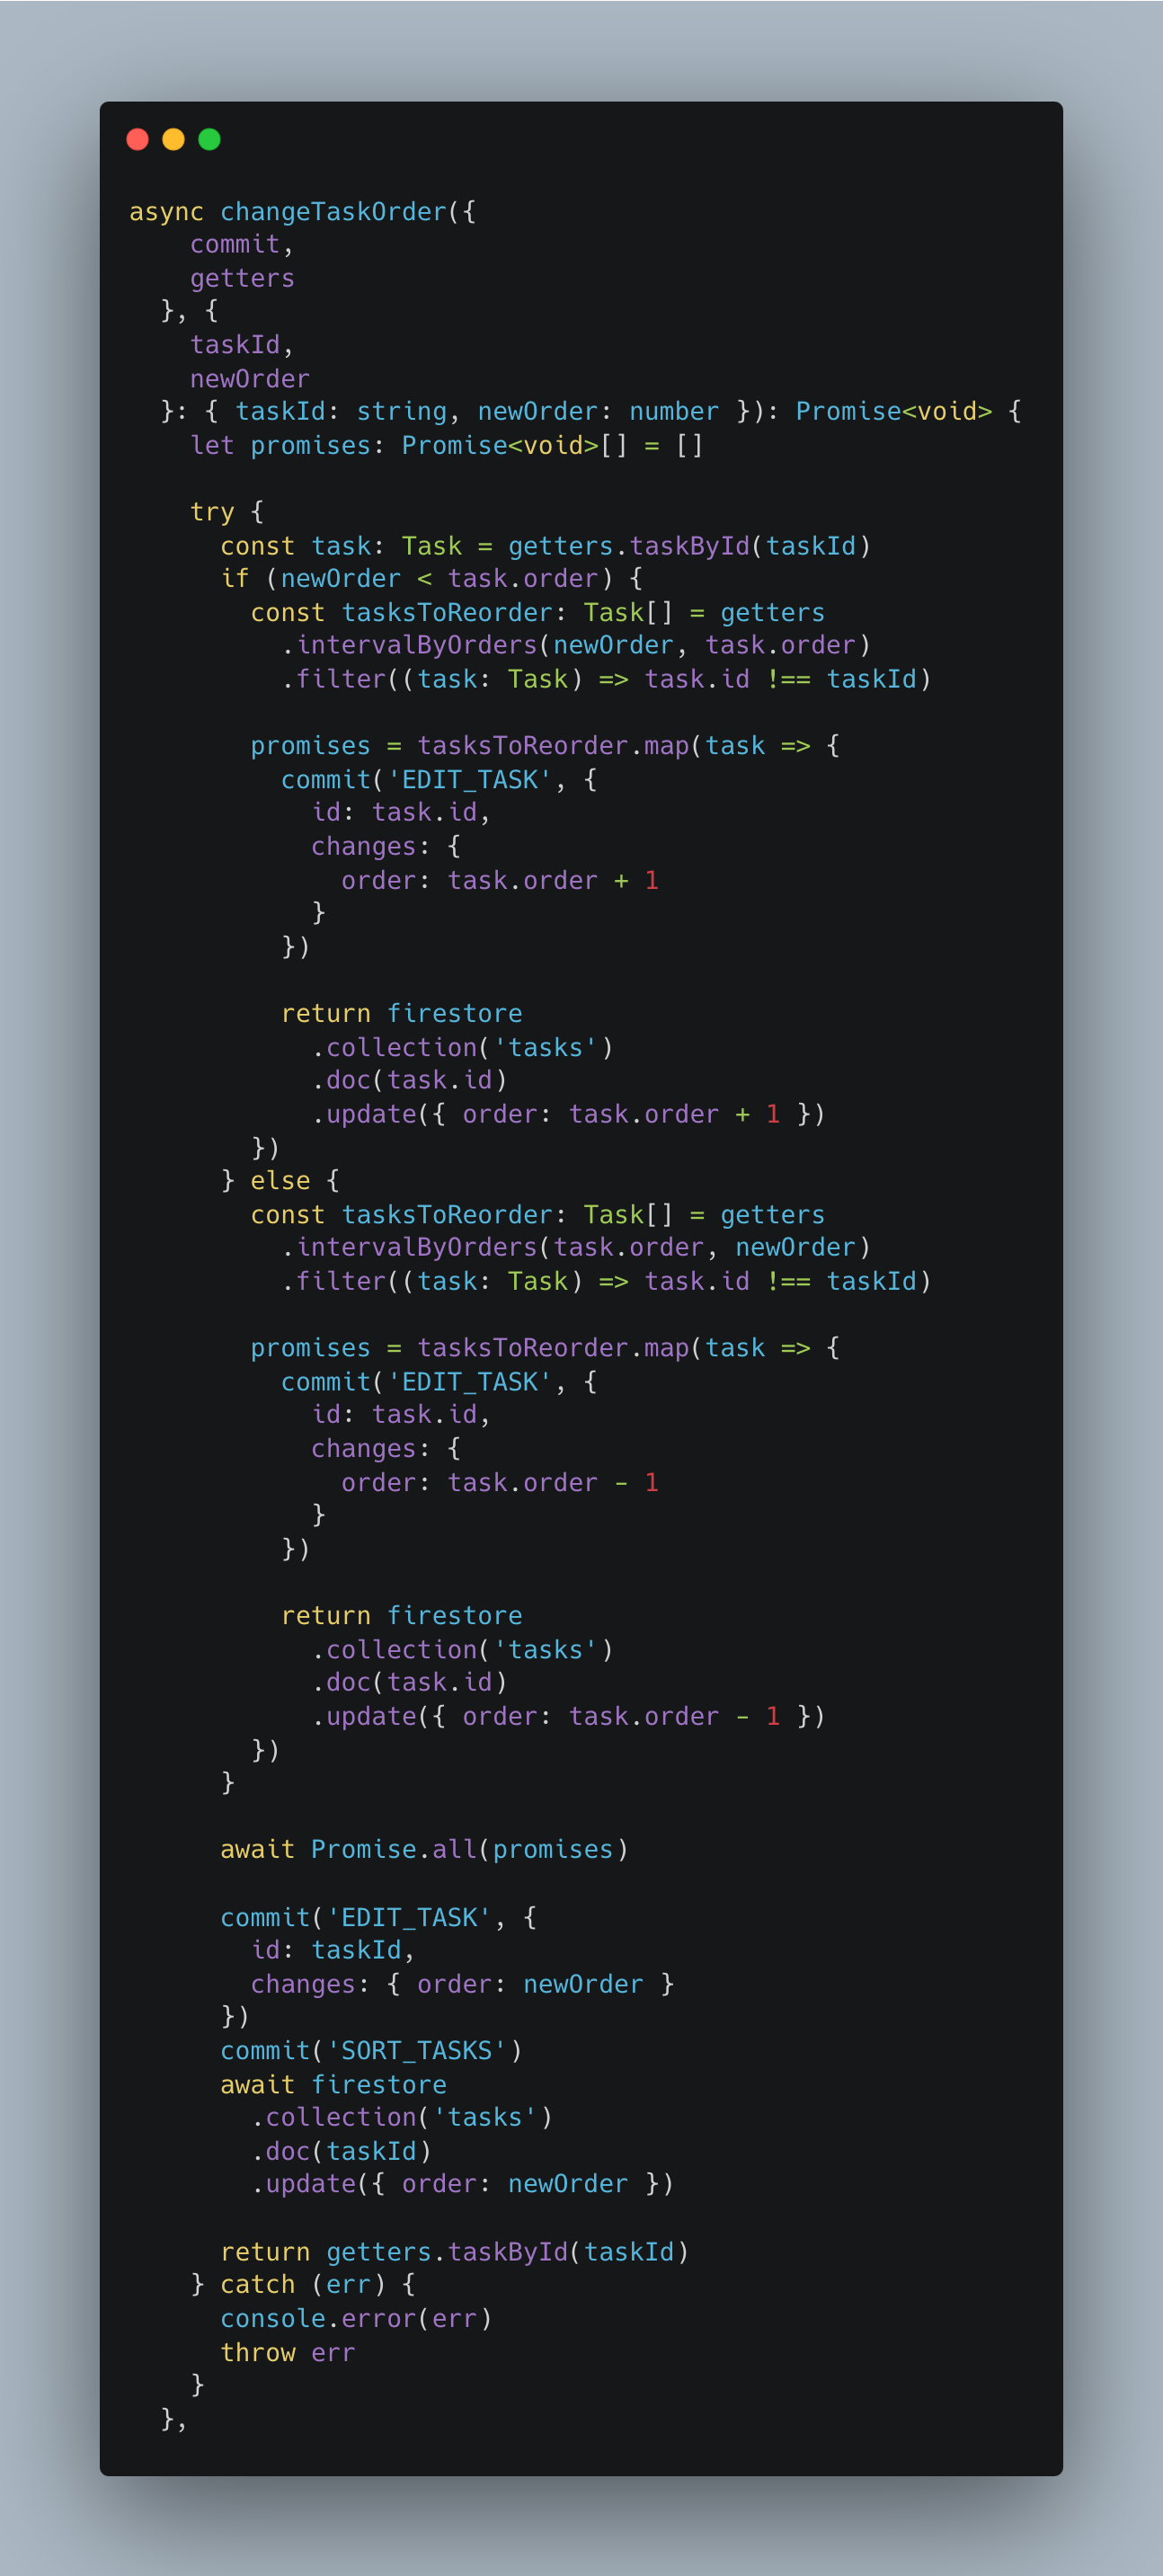 async changeTaskOrder({
    commit,
    getters
  }, {
    taskId,
    newOrder
  }: { taskId: string, newOrder: number }): Promise<void> {
    let promises: Promise<void>[] = []

    try {
      const task: Task = getters.taskById(taskId)
      if (newOrder < task.order) {
        const tasksToReorder: Task[] = getters
          .intervalByOrders(newOrder, task.order)
          .filter((task: Task) => task.id !== taskId)

        promises = tasksToReorder.map(task => {
          commit('EDIT_TASK', {
            id: task.id,
            changes: {
              order: task.order + 1
            }
          })

          return firestore
            .collection('tasks')
            .doc(task.id)
            .update({ order: task.order + 1 })
        })
      } else {
        const tasksToReorder: Task[] = getters
          .intervalByOrders(task.order, newOrder)
          .filter((task: Task) => task.id !== taskId)

        promises = tasksToReorder.map(task => {
          commit('EDIT_TASK', {
            id: task.id,
            changes: {
              order: task.order - 1
            }
          })

          return firestore
            .collection('tasks')
            .doc(task.id)
            .update({ order: task.order - 1 })
        })
      }

      await Promise.all(promises)

      commit('EDIT_TASK', {
        id: taskId,
        changes: { order: newOrder }
      })
      commit('SORT_TASKS')
      await firestore
        .collection('tasks')
        .doc(taskId)
        .update({ order: newOrder })

      return getters.taskById(taskId)
    } catch (err) {
      console.error(err)
      throw err
    }
  },